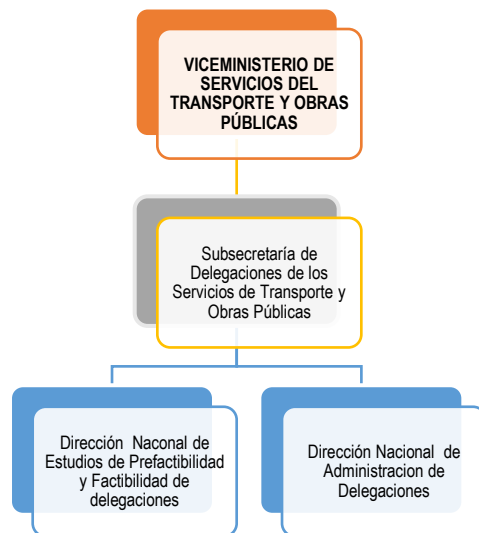 VICEMINISTERIO DE
SERVICIOS DEL
TRANSPORTE Y OBRAS
PÚBLICAS
Subsecretaría de
Delegaciones de los
Servicios de Transporte y
Obras Públicas
Dirección Naconal de
Estudios de Prefactibilidad
y Factibilidad de
delegaciones
Dirección Nacional de
Administracion de
Delegaciones